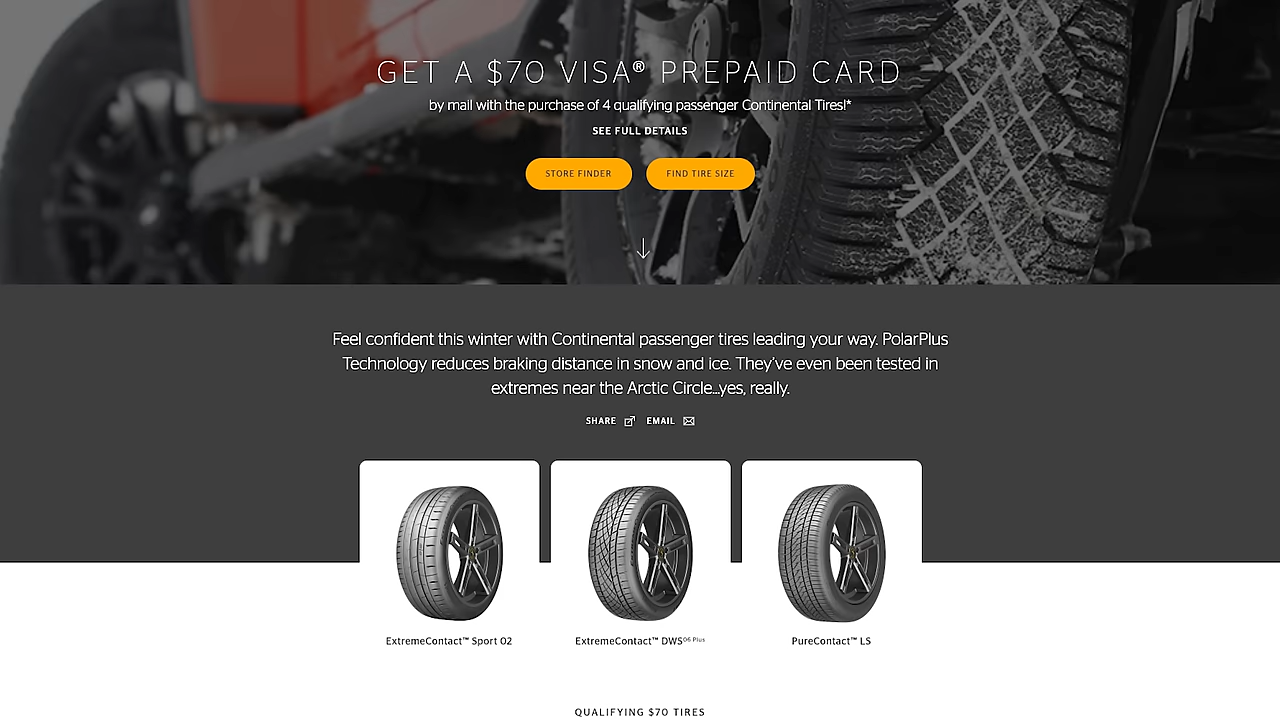 GET A $70 VISA® PREPAID CARD
by mail with the purchase of 4 qualifying passenger Continental Tires!*
SEE FULL DETAILS
STORE FINDER FIND TIRE SIZE
Feel confident this winter with Continental passenger tires leading your way. PolarPlus
Technology reduces braking distance in snow and ice. They've even been tested in
extremes near the Arctic Circle...yes, really.
SHARE EMAIL
ExtremeContact™ Sport 02 ExtremeContact™ DWS06 Plus PureContact™ LS
QUALIFYING $70 TIRES